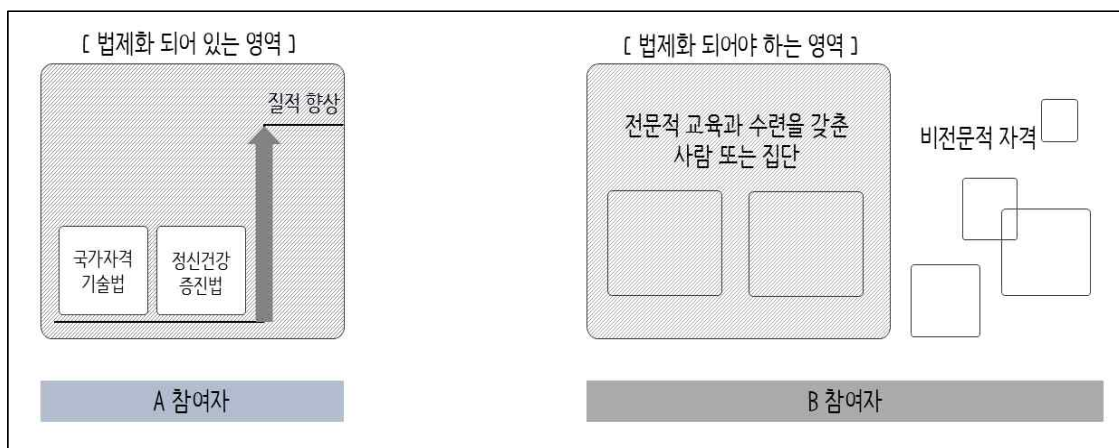 [ 법제화 되어 있는 영역 ]
질적 향상
국가자격
기술법
정신건강
증진법
A 참여자
[ 법제화 되어야 하는 영역 ]
전문적 교육과 수련을 갖춘
사람 또는 집단
비전문적 자격
B 참여자